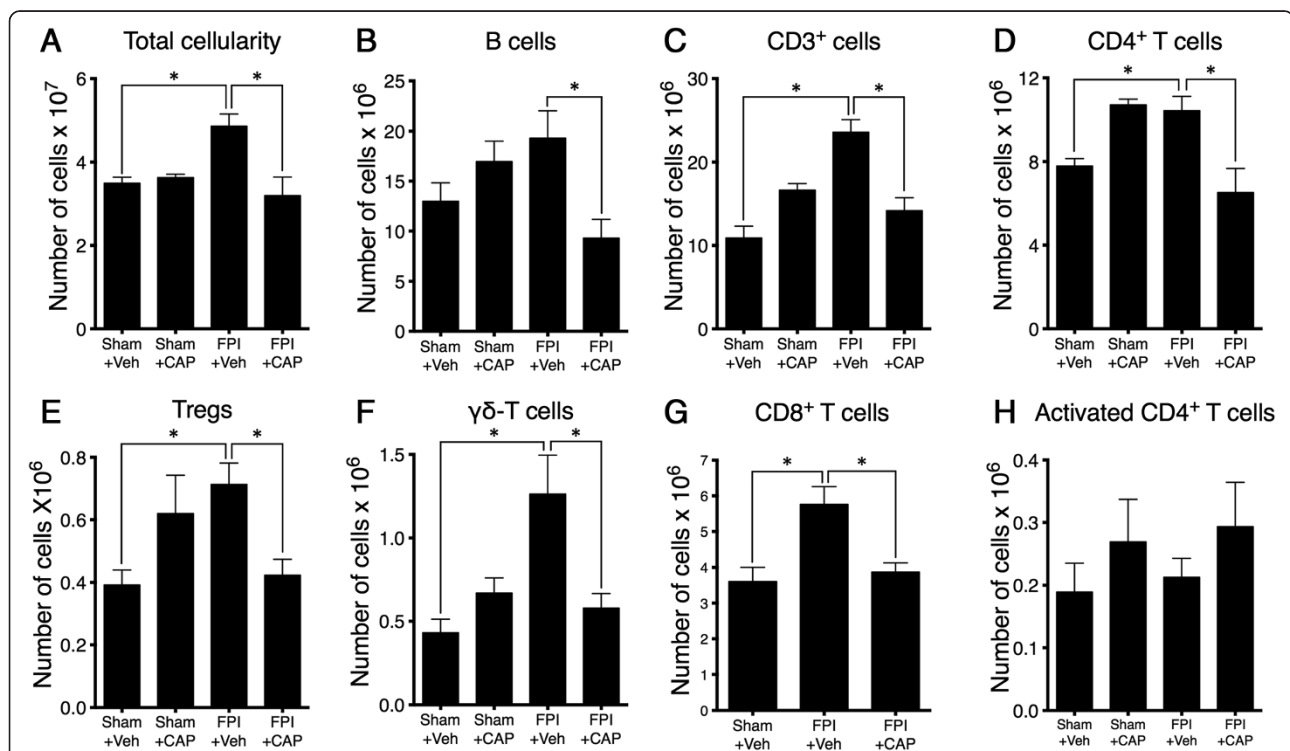 A Total cellularity
Number of cells x 10⁷
6
4
2
0
* *
Sham +Veh
Sham +CAP
FPI +Veh
FPI +CAP
B B cells
Number of cells x 10⁶
25
20
15
10
5
0
*
Sham +Veh
Sham +CAP
FPI +Veh
FPI +CAP
C CD3⁺ cells
Number of cells x 10⁶
30
20
10
0
* *
Sham +Veh
Sham +CAP
FPI +Veh
FPI +CAP
D CD4⁺ T cells
Number of cells x 10⁶
12
8
4
0
* *
Sham +Veh
Sham +CAP
FPI +Veh
FPI +CAP
E Tregs
Number of cells X10⁶
0.8
0.6
0.4
0.2
0.0
* *
Sham +Veh
Sham +CAP
FPI +Veh
FPI +CAP
F γδ-T cells
Number of cells x 10⁶
1.5
1.0
0.5
0.0
* *
Sham +Veh
Sham +CAP
FPI +Veh
FPI +CAP
G CD8⁺ T cells
Number of cells x 10⁶
7
6
5
4
3
2
1
0
* *
Sham +Veh
FPI +Veh
FPI +CAP
H Activated CD4⁺ T cells
Number of cells x 10⁶
0.4
0.3
0.2
0.1
0.0
Sham +Veh
Sham +CAP
FPI +Veh
FPI +CAP